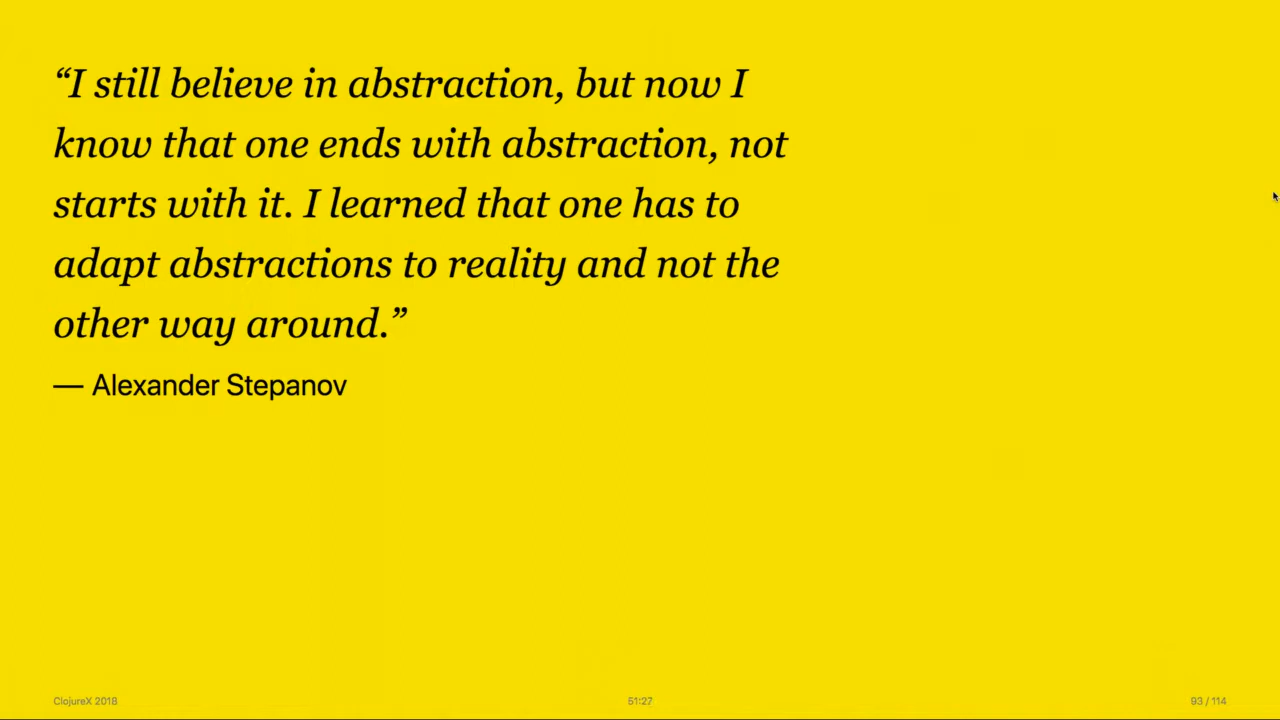 “I still believe in abstraction, but now I
know that one ends with abstraction, not
starts with it. I learned that one has to
adapt abstractions to reality and not the
other way around.”
— Alexander Stepanov
ClojureX 2018
51:27
93 / 114